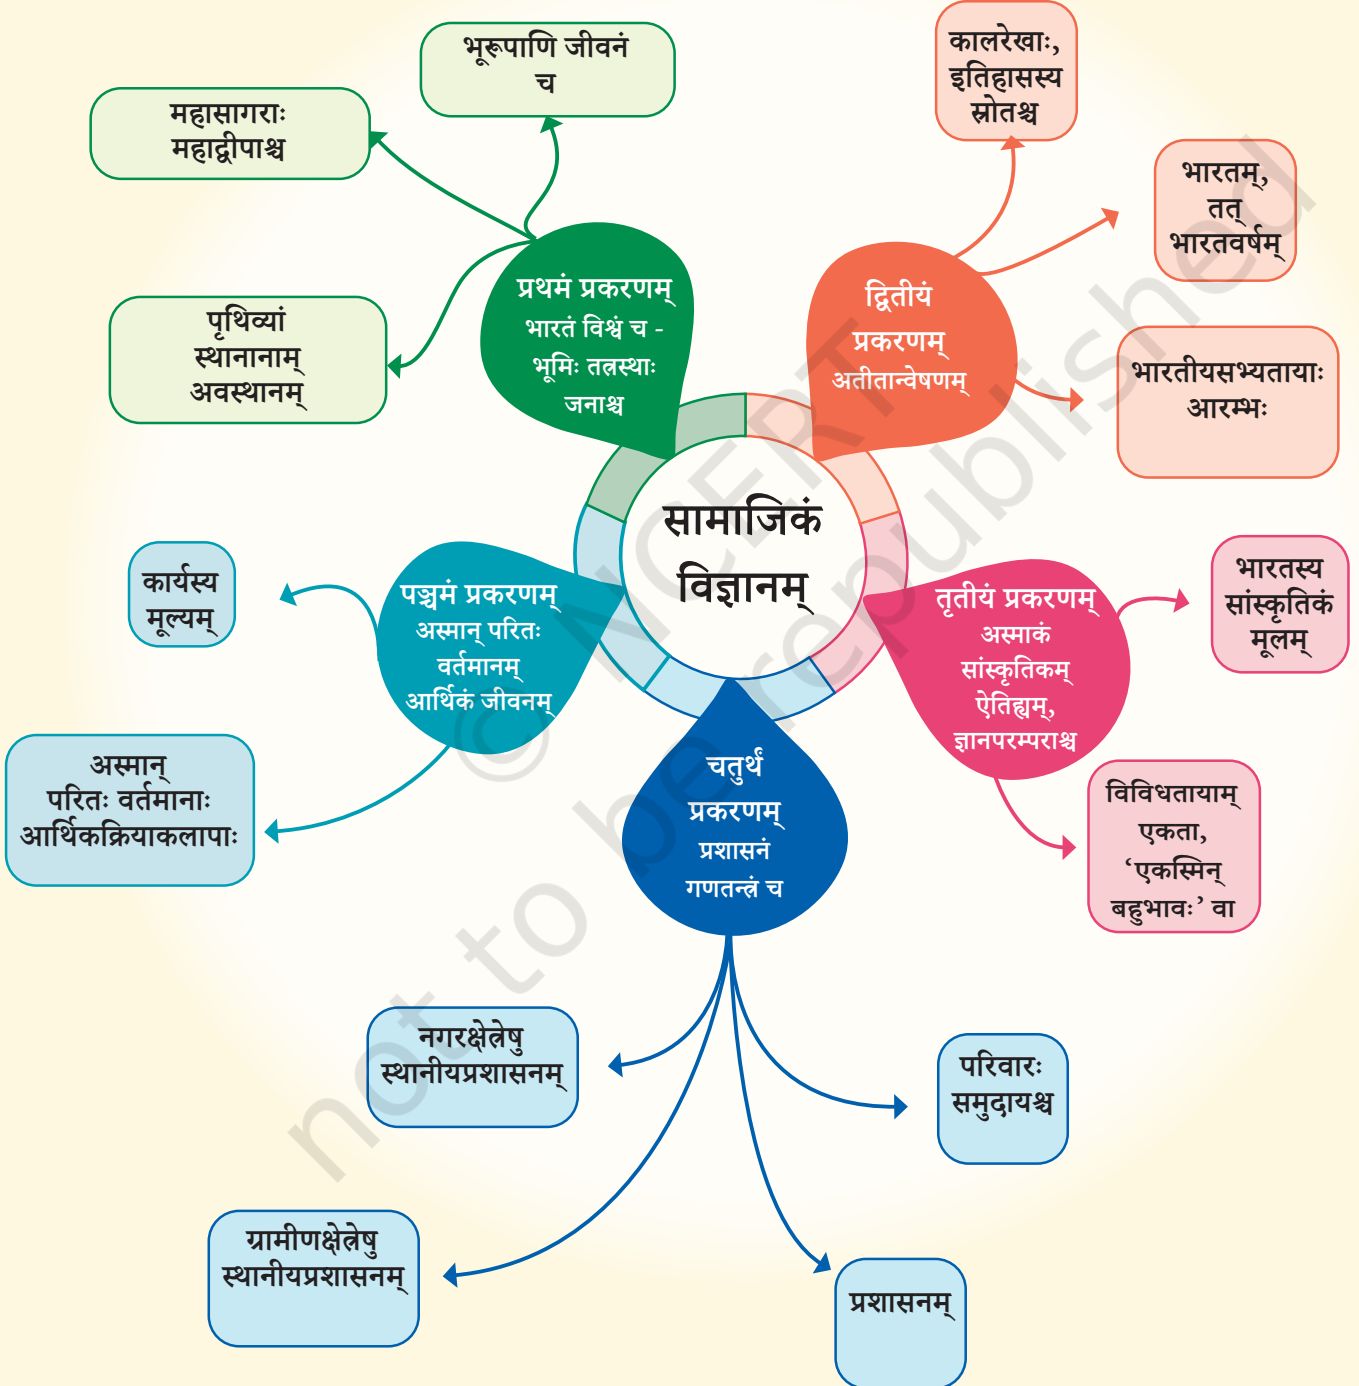 सामाजिकं
विज्ञानम्
प्रथमं प्रकरणम्
भारतं विश्वं च -
भूमिः तत्रस्थाः
जनाश्च
भूरूपाणि जीवनं
च
महासागराः
महाद्वीपाश्च
पृथिव्यां
स्थानानाम्
अवस्थानम्
द्वितीयं
प्रकरणम्
अतीतान्वेषणम्
कालरेखाः,
इतिहासस्य
स्रोतश्च
भारतम्,
तत्
भारतवर्षम्
भारतीयसभ्यतायाः
आरम्भः
तृतीयं प्रकरणम्
अस्माकं
सांस्कृतिकम्
ऐतिह्यम्,
ज्ञानपरम्पराश्च
भारतस्य
सांस्कृतिकं
मूलम्
विविधतायाम्
एकता,
‘एकस्मिन्
बहुभावः’ वा
चतुर्थं
प्रकरणम्
प्रशासनं
गणतन्त्रं च
परिवारः
समुदायश्च
प्रशासनम्
ग्रामीणक्षेत्रेषु
स्थानीयप्रशासनम्
नगरक्षेत्रेषु
स्थानीयप्रशासनम्
पञ्चमं प्रकरणम्
अस्मान् परितः
वर्तमानम्
आर्थिकं जीवनम्
कार्यस्य
मूल्यम्
अस्मान्
परितः वर्तमानाः
आर्थिकक्रियाकलापाः
© NCERT
not to be republished